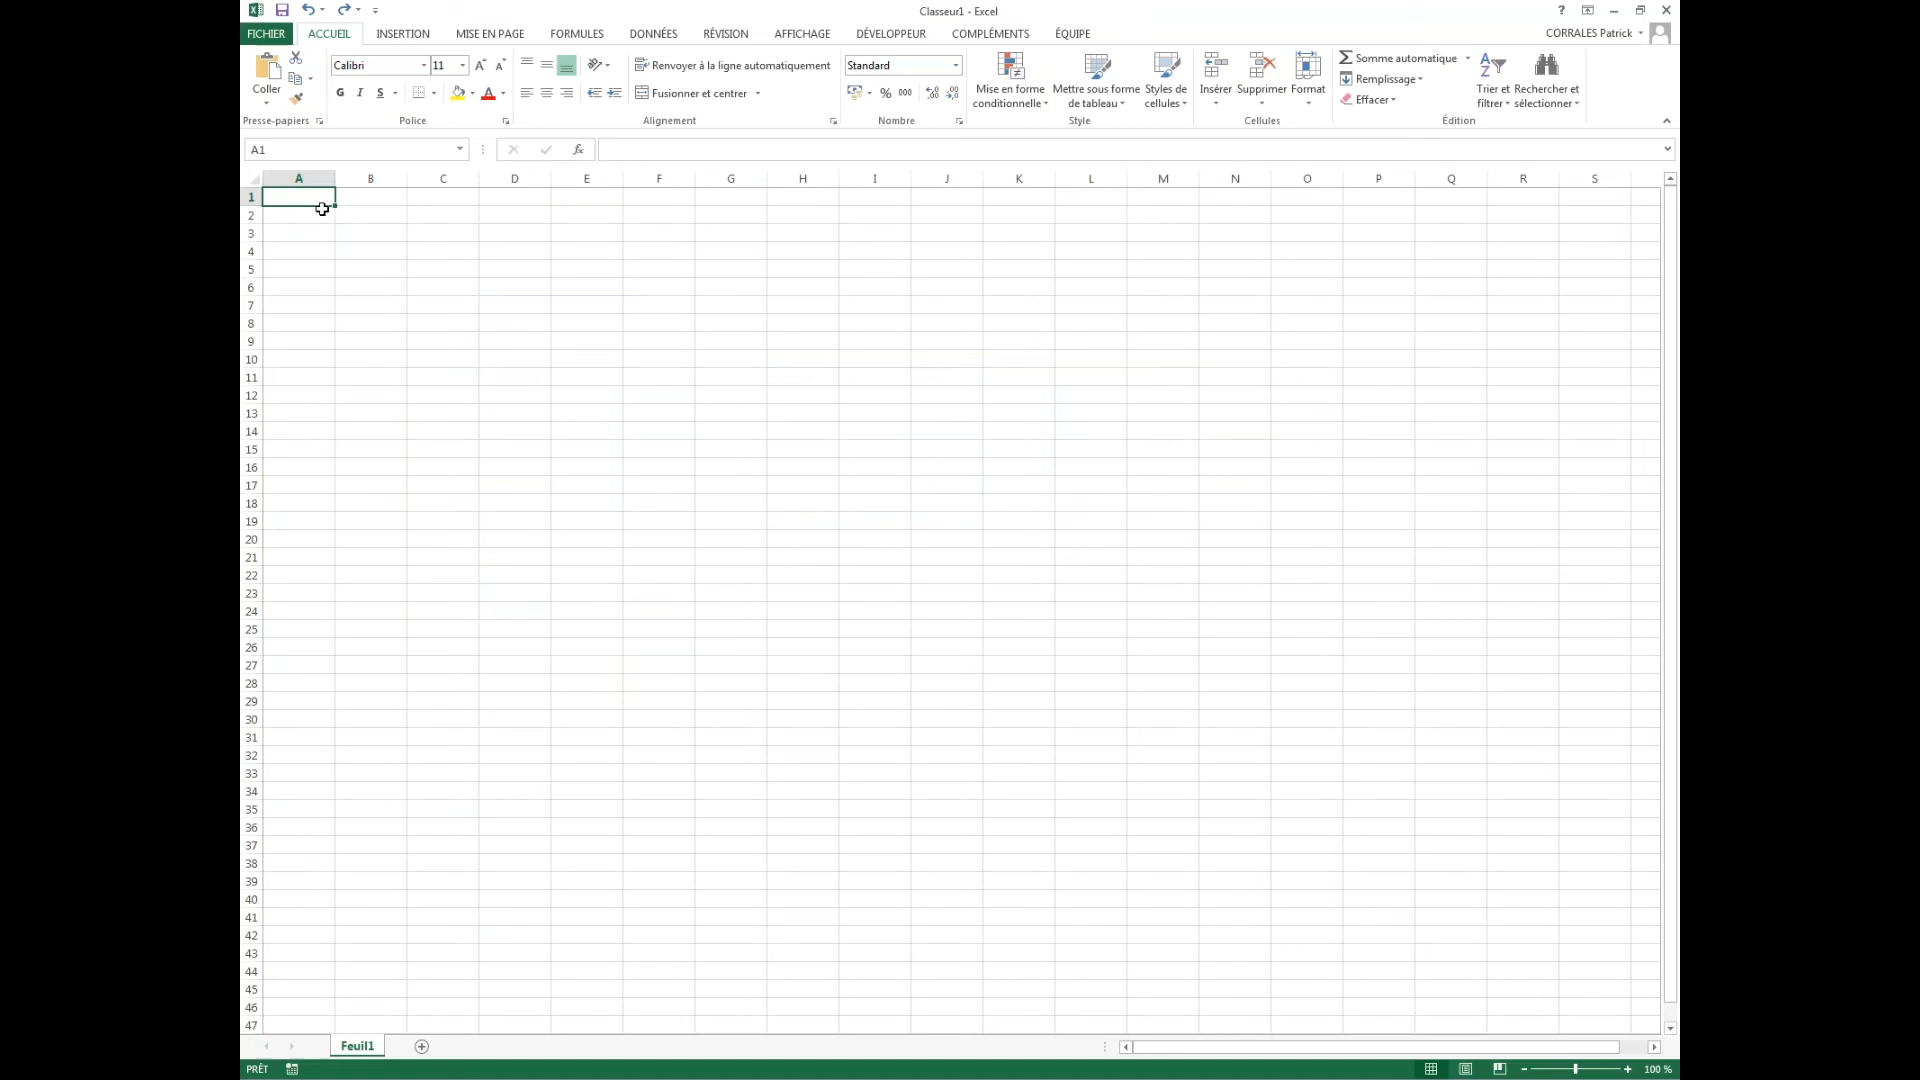 Classeur1 - Excel
FICHIER ACCUEIL INSERTION MISE EN PAGE FORMULES DONNÉES RÉVISION AFFICHAGE DÉVELOPPEUR COMPLÉMENTS ÉQUIPE CORRALES Patrick
Coller
Presse-papiers
Calibri 11
G I S A
Police
Renvoyer à la ligne automatiquement
Fusionner et centrer
Alignement
Standard
% 000
Nombre
Mise en forme conditionnelle
Mettre sous forme de tableau
Styles de cellules
Style
Insérer Supprimer Format
Cellules
Somme automatique
Remplissage
Effacer
Trier et filtrer
Rechercher et sélectionner
Édition
A1 fx
A B C D E F G H I J K L M N O P Q R S
1
2
3
4
5
6
7
8
9
10
11
12
13
14
15
16
17
18
19
20
21
22
23
24
25
26
27
28
29
30
31
32
33
34
35
36
37
38
39
40
41
42
43
44
45
46
47
Feuil1
PRÊT 100 %